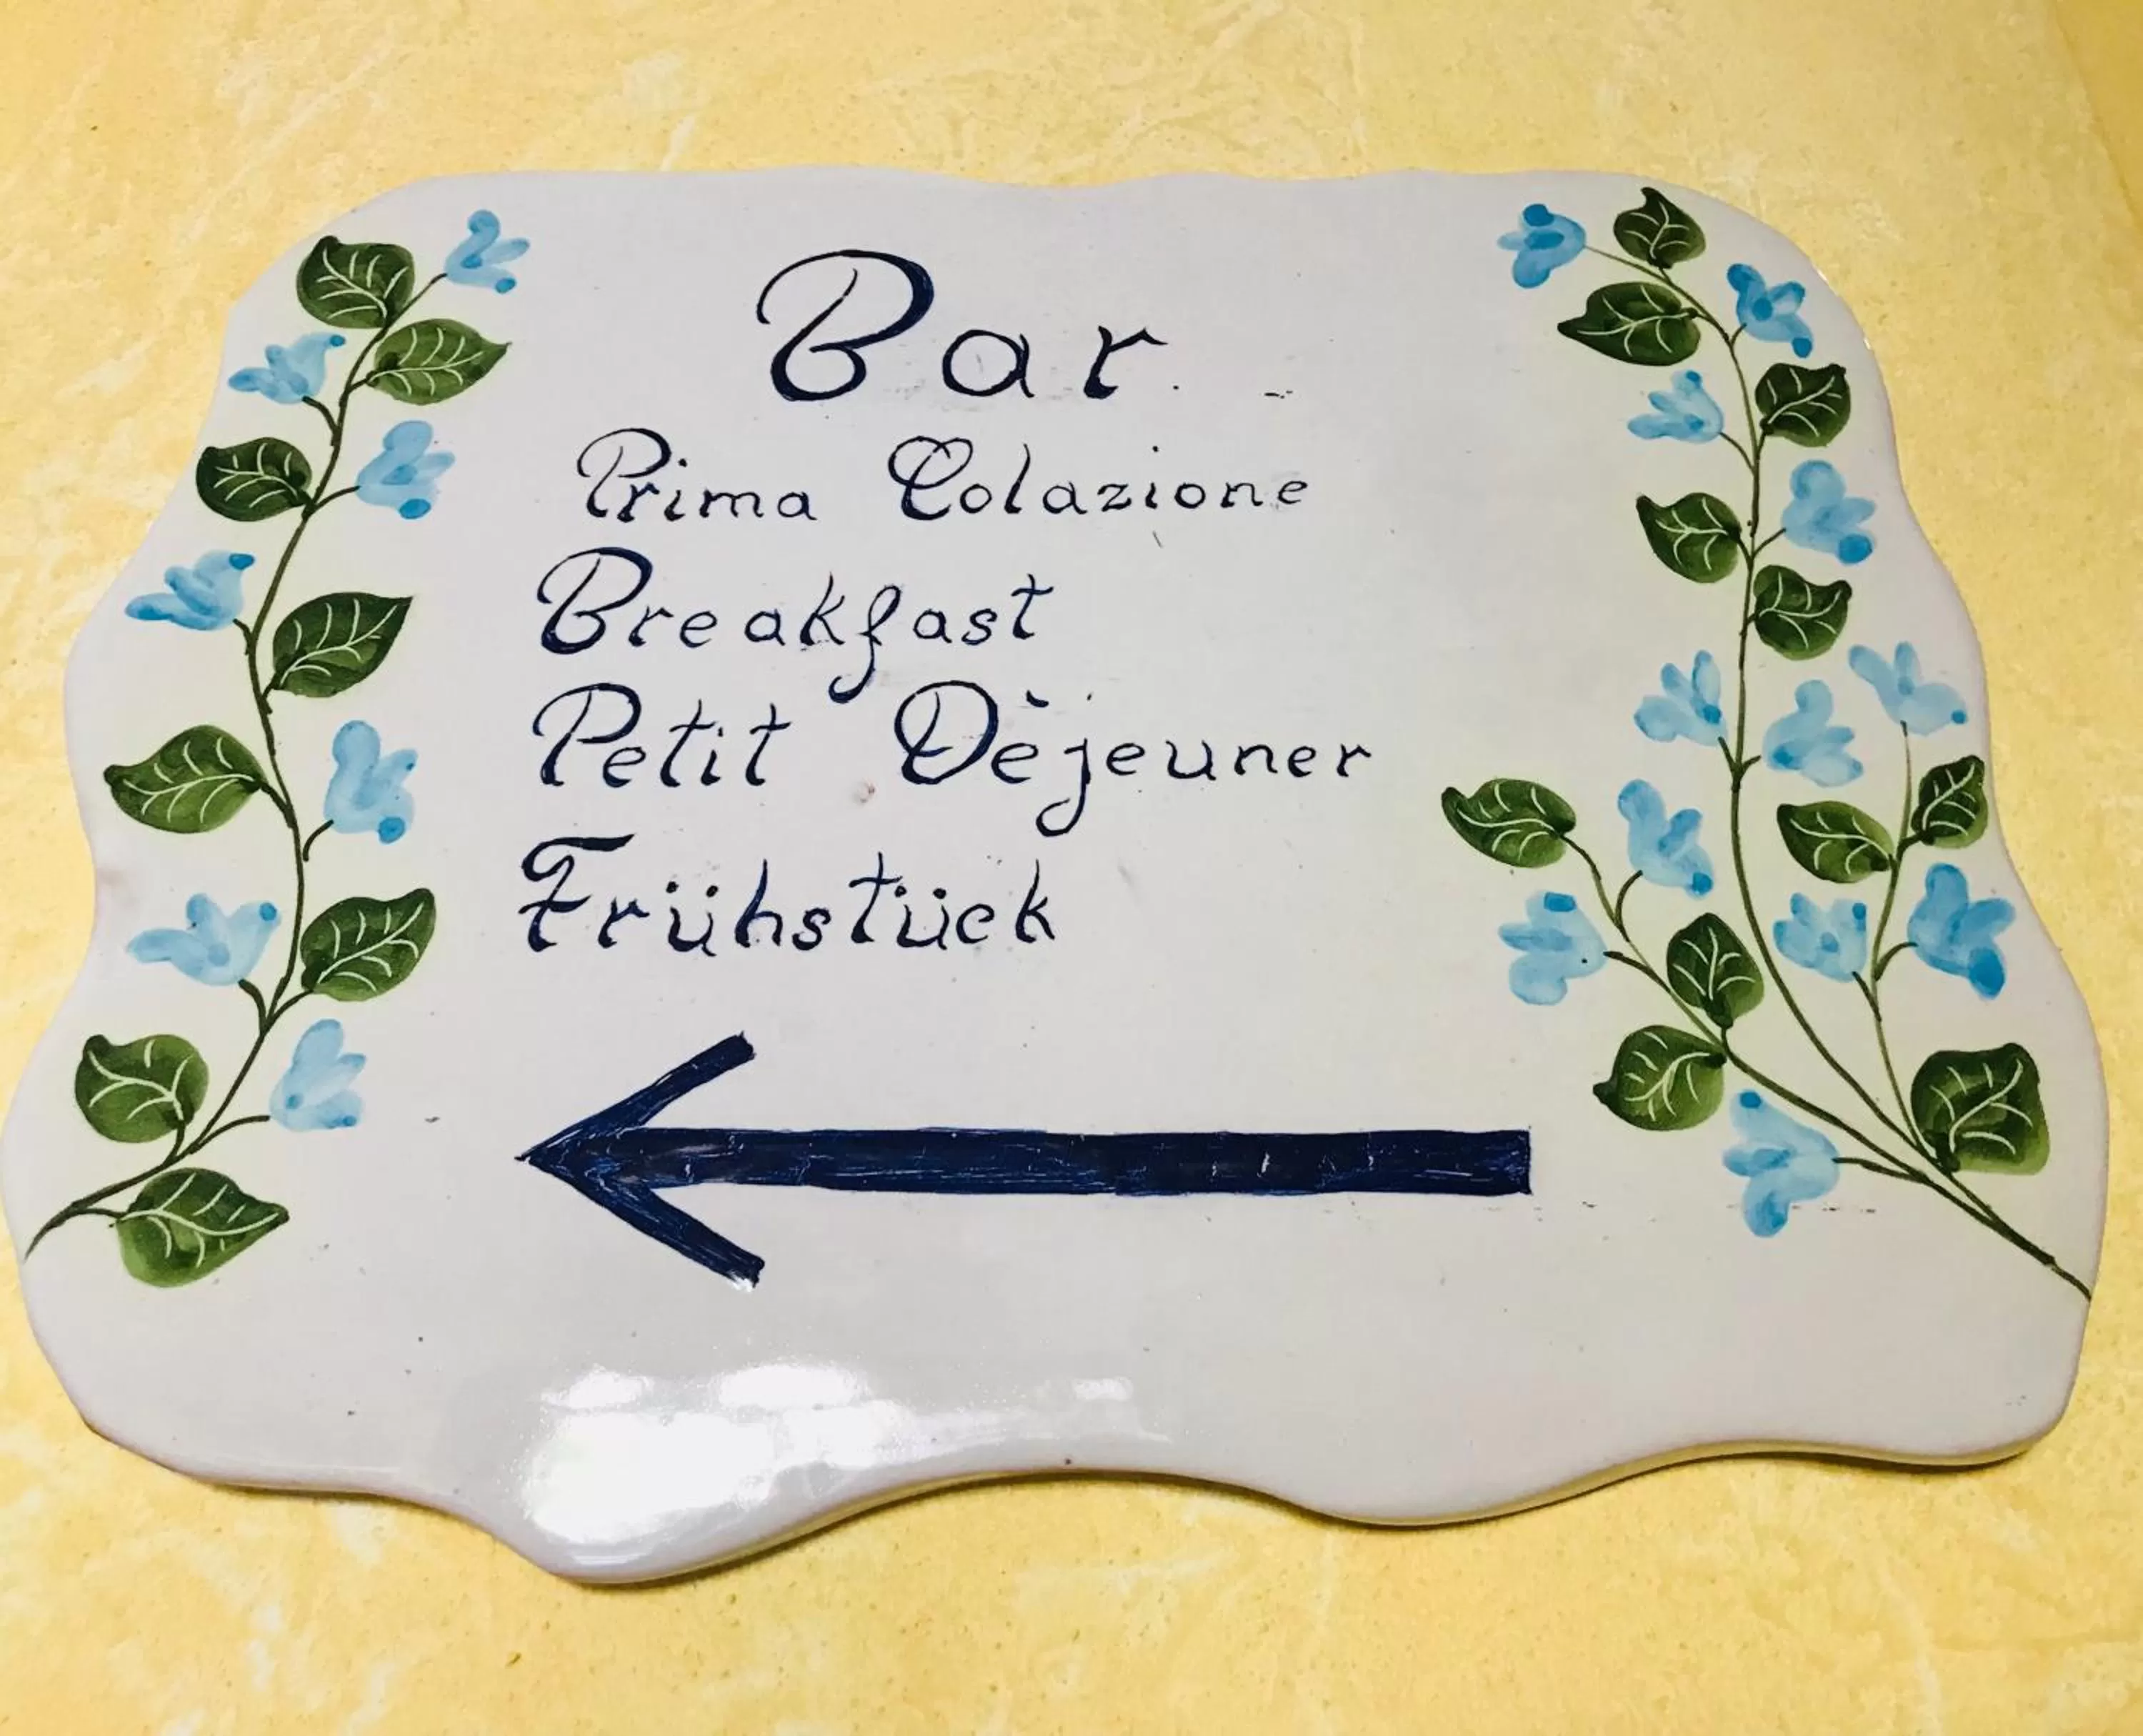 Bar
Prima Colazione
Breakfast
Petit Dèjeuner
Frühstück